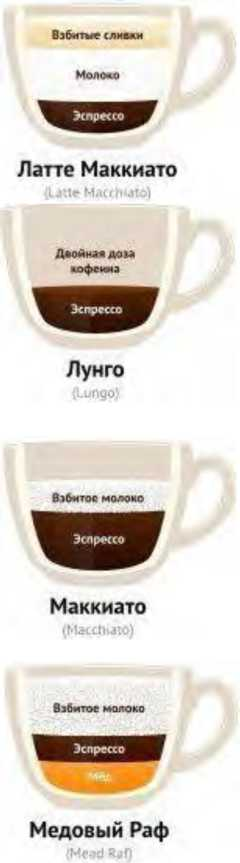 Взбитые сливки
Молоко
Эспрессо
Латте Маккиато
(Latte Macchiato)
Двойная доза
кофеина
Эспрессо
Лунго
(Lungo)
Взбитое молоко
Эспрессо
Маккиато
(Macchiato)
Взбитое молоко
Эспрессо
Мёд
Медовый Раф
(Mead Raf)